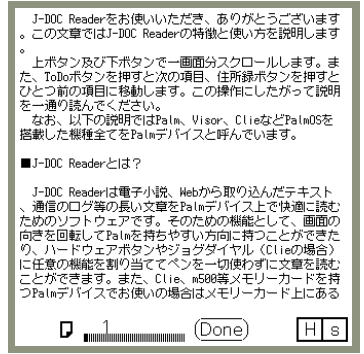 J-DOC Readerをお使いいただき、ありがとうございます
。この文章ではJ-DOC Readerの特徴と使い方を説明します
。
上ボタン及び下ボタンで一画面分スクロールします。ま
た、ToDoボタンを押すと次の項目、住所録ボタンを押すと
ひとつ前の項目に移動します。この操作にしたがって説明
を一通り読んでください。
なお、以下の説明ではPalm、Visor、ClieなどPalmOSを
搭載した機種全てをPalmデバイスと呼んでいます。
■J-DOC Readerとは？
J-DOC Readerは電子小説、Webから取り込んだテキスト
、通信のログ等の長い文章をPalmデバイス上で快適に読む
ためのソフトウェアです。そのための機能として、画面の
向きを回転してPalmを持ちやすい方向に持つことができた
り、ハードウェアボタンやジョグダイヤル（Clieの場合）
に任意の機能を割り当ててペンを一切使わずに文章を読む
ことができます。また、Clie、m500等メモリーカードを持
つPalmデバイスでお使いの場合はメモリーカード上にある
1 Done H s